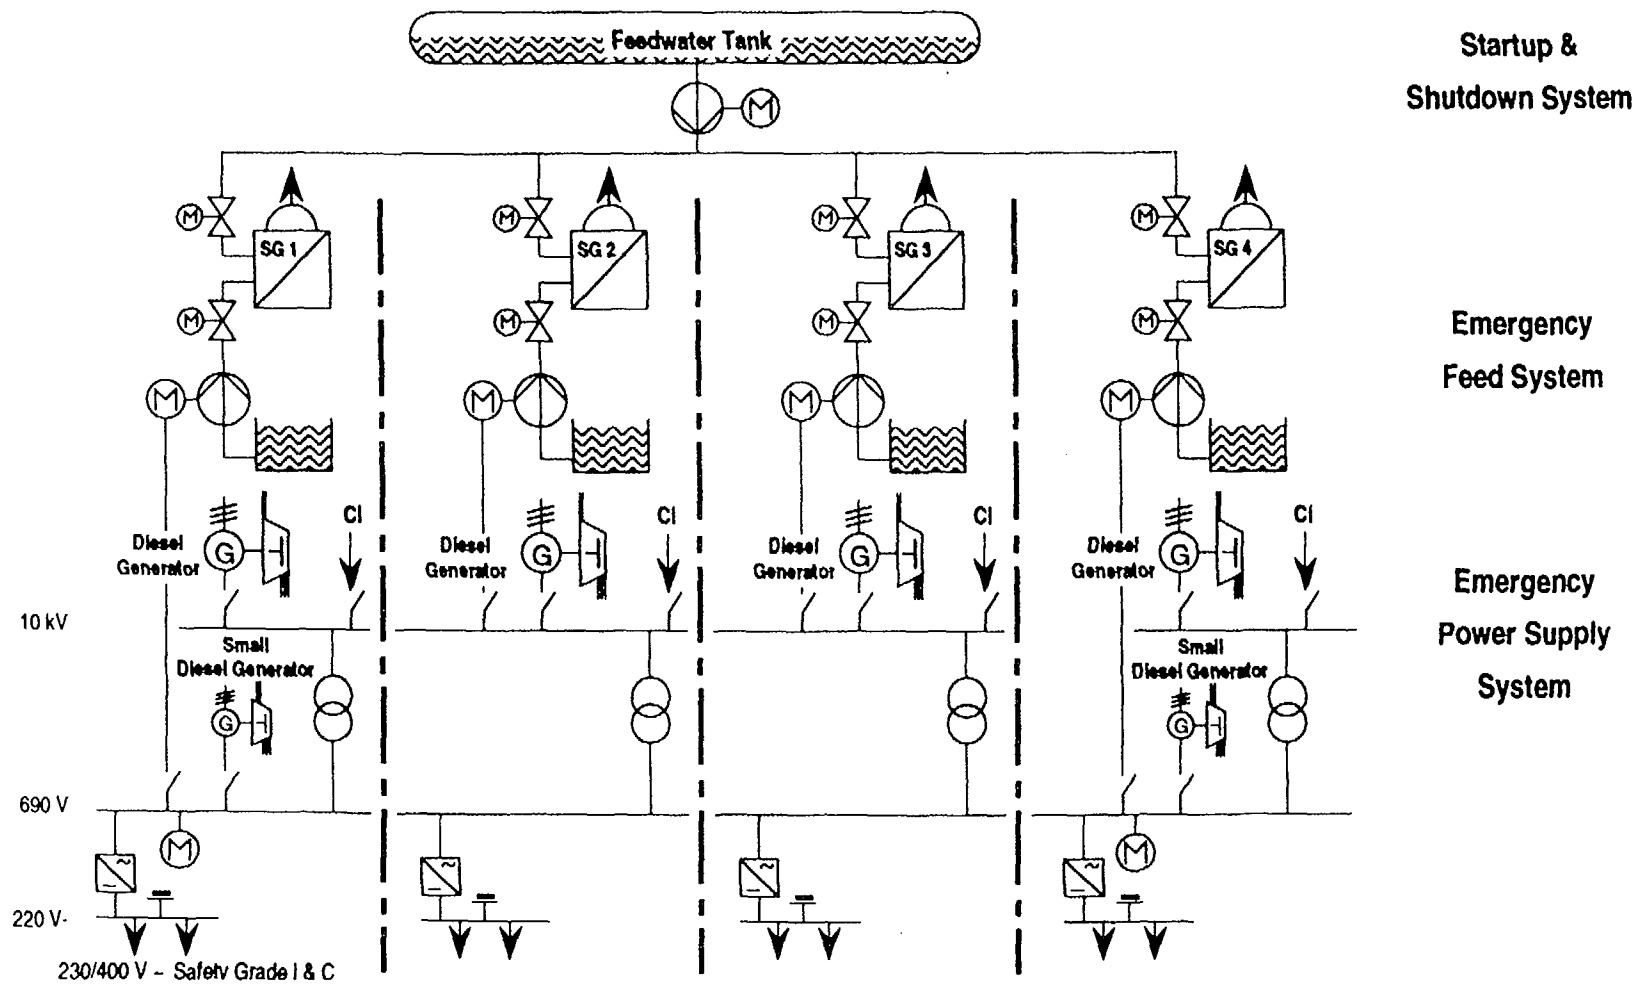 Feedwater Tank
Startup &
Shutdown System
M
M
M
M
M
SG 1
SG 2
SG 3
SG 4
M
M
M
M
Emergency
Feed System
M
M
M
M
CI
CI
CI
CI
Diesel
Generator
G
Diesel
Generator
G
Diesel
Generator
G
Diesel
Generator
G
Emergency
Power Supply
System
10 kV
Small
Diesel Generator
G
Small
Diesel Generator
G
690 V
M
M
220 V-
230/400 V ~ Safety Grade I & C